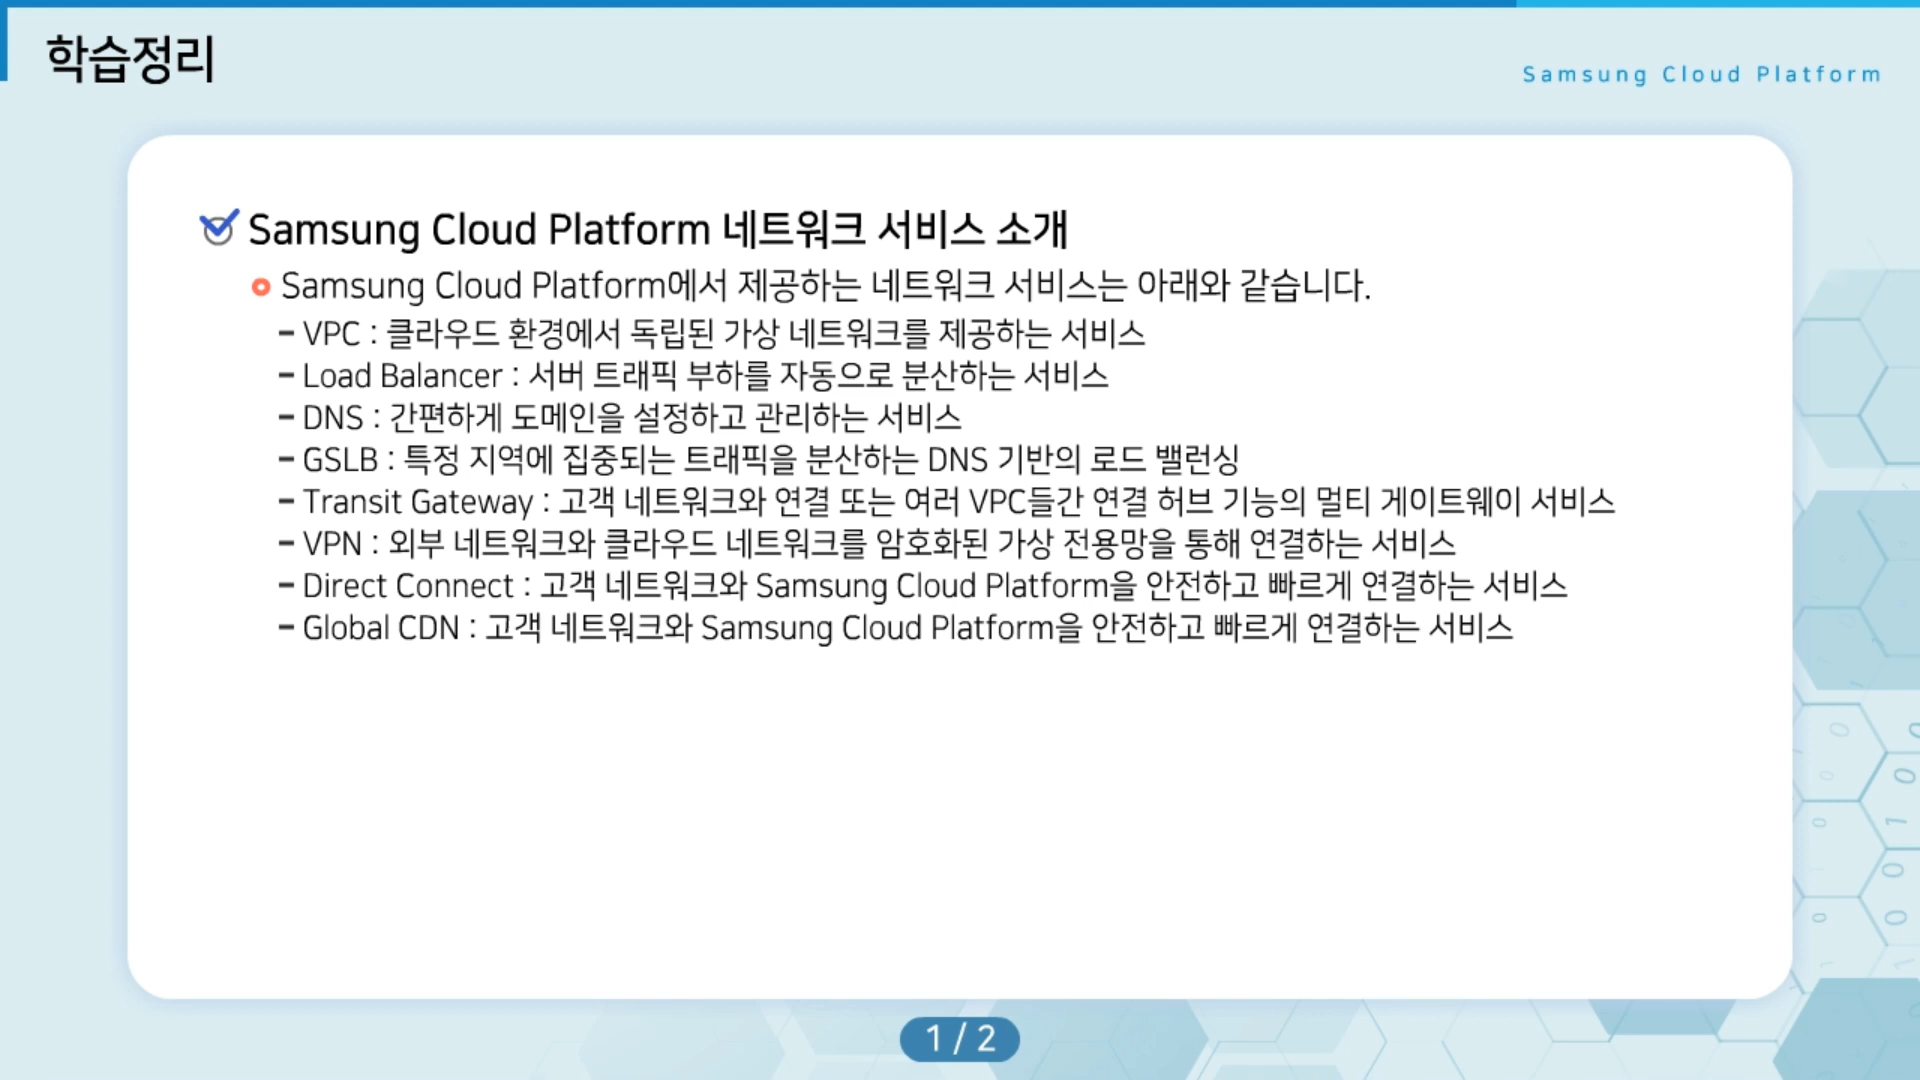 학습정리
Samsung Cloud Platform
Samsung Cloud Platform 네트워크 서비스 소개
Samsung Cloud Platform에서 제공하는 네트워크 서비스는 아래와 같습니다.
- VPC : 클라우드 환경에서 독립된 가상 네트워크를 제공하는 서비스
- Load Balancer : 서버 트래픽 부하를 자동으로 분산하는 서비스
- DNS : 간편하게 도메인을 설정하고 관리하는 서비스
- GSLB : 특정 지역에 집중되는 트래픽을 분산하는 DNS 기반의 로드 밸런싱
- Transit Gateway : 고객 네트워크와 연결 또는 여러 VPC들간 연결 허브 기능의 멀티 게이트웨이 서비스
- VPN : 외부 네트워크와 클라우드 네트워크를 암호화된 가상 전용망을 통해 연결하는 서비스
- Direct Connect : 고객 네트워크와 Samsung Cloud Platform을 안전하고 빠르게 연결하는 서비스
- Global CDN : 고객 네트워크와 Samsung Cloud Platform을 안전하고 빠르게 연결하는 서비스
1 / 2